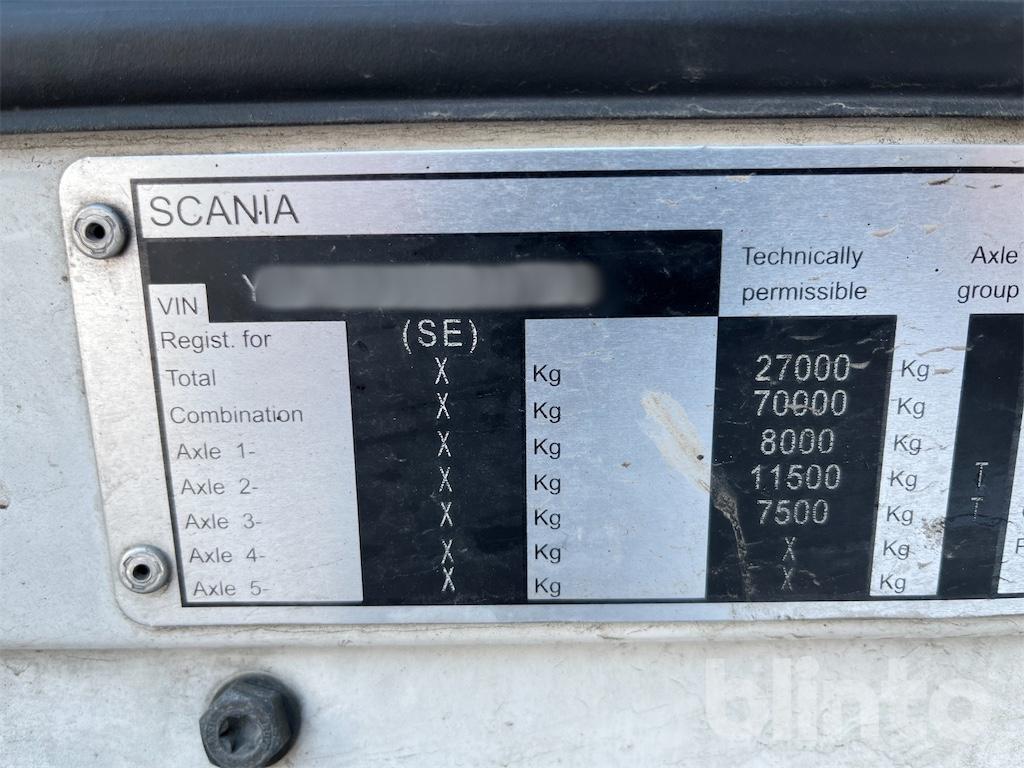 SCANIA
Technically permissible
Axle group
VIN Y
Regist. for (SE)
Total X Kg 27000 Kg
Combination X Kg 70000 Kg
Axle 1- X Kg 8000 Kg
Axle 2- X Kg 11500 Kg T
Axle 3- X Kg 7500 Kg T
Axle 4- X Kg X Kg
Axle 5- X Kg X Kg
blinto